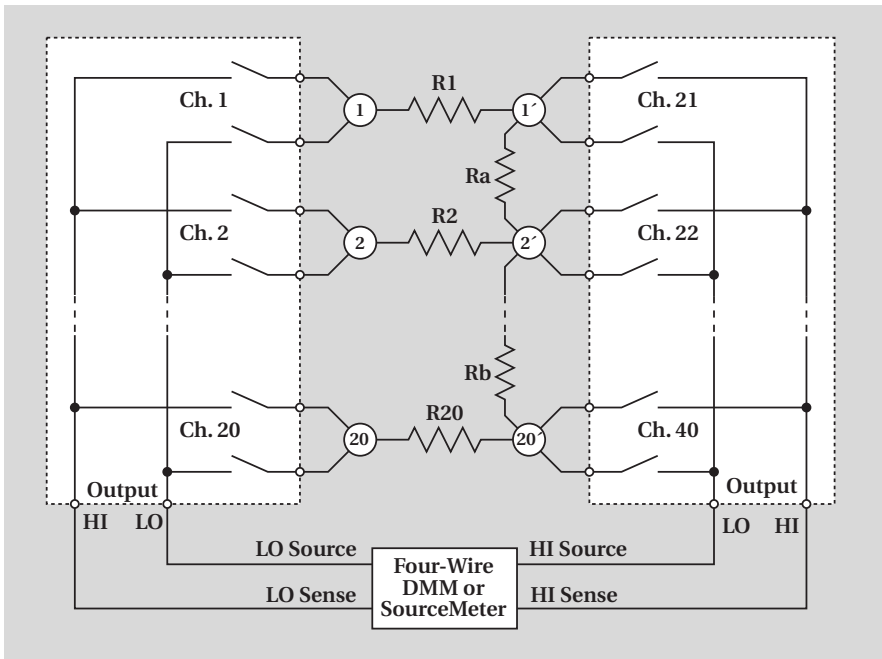 R1
Ch. 1
1
1´
Ch. 21
Ra
R2
Ch. 2
2
2´
Ch. 22
Rb
R20
Ch. 20
20
20´
Ch. 40
Output
Output
HI
LO
LO
HI
LO Source
HI Source
Four-Wire
DMM or
SourceMeter
LO Sense
HI Sense